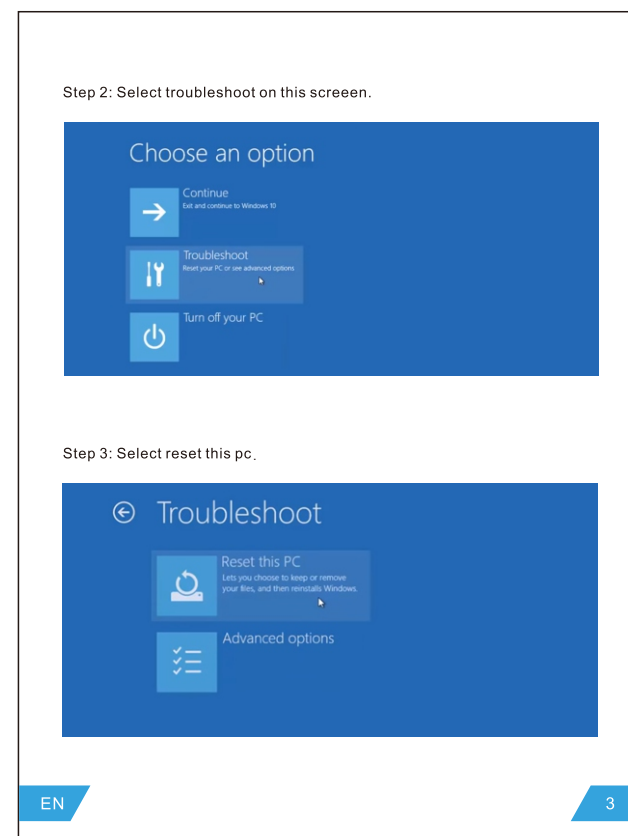 Step 2: Select troubleshoot on this screeen.
Choose an option
Continue
Exit and continue to Windows 10
Troubleshoot
Reset your PC or see advanced options
Turn off your PC
Step 3: Select reset this pc.
Troubleshoot
Reset this PC
Lets you choose to keep or remove
your files, and then reinstalls Windows.
Advanced options
EN
3